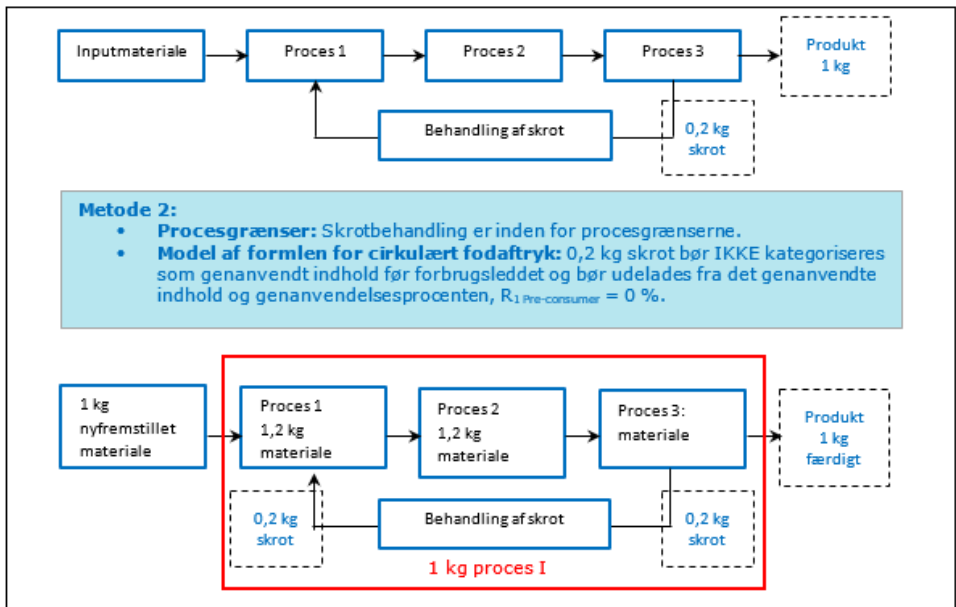 Inputmateriale
Proces 1
Proces 2
Proces 3
Produkt
1 kg
Behandling af skrot
0,2 kg
skrot
Metode 2:
• Procesgrænser: Skrotbehandling er inden for procesgrænserne.
• Model af formlen for cirkulært fodaftryk: 0,2 kg skrot bør IKKE kategoriseres
som genanvendt indhold før forbrugsleddet og bør udelades fra det genanvendte
indhold og genanvendelsesprocenten, R1 Pre-consumer = 0 %.
1 kg
nyfremstillet
materiale
Proces 1
1,2 kg
materiale
Proces 2
1,2 kg
materiale
Proces 3:
materiale
Produkt
1 kg
færdigt
0,2 kg
skrot
Behandling af skrot
0,2 kg
skrot
1 kg proces I